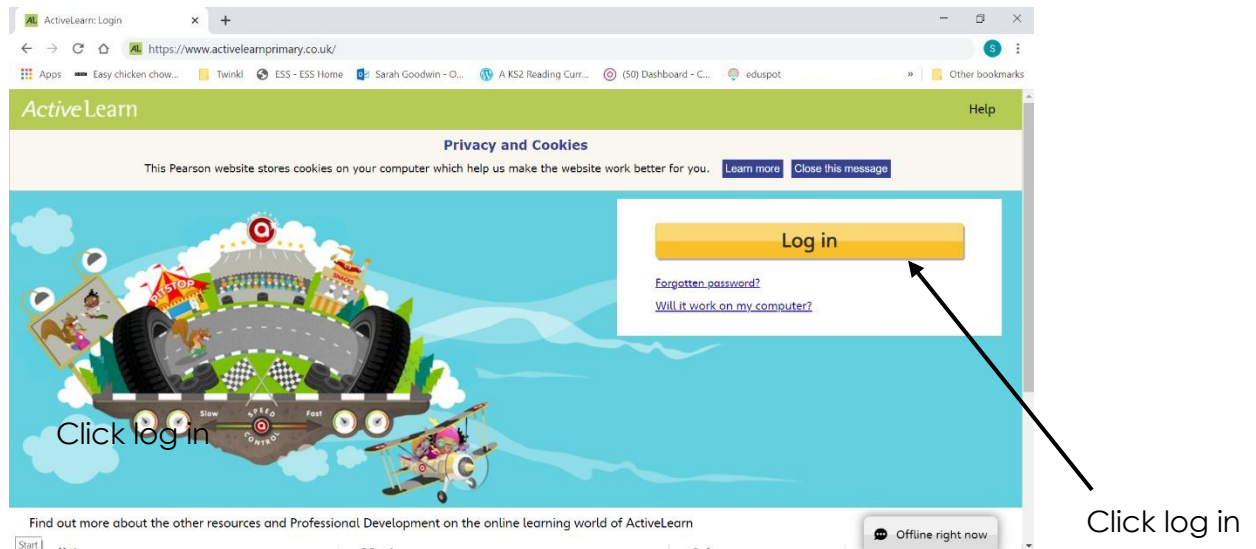 AL ActiveLearn: Login × +
AL https://www.activelearnprimary.co.uk/ S
Apps Easy chicken chow... Twinkl ESS - ESS Home Sarah Goodwin - O... A KS2 Reading Curr... (50) Dashboard - C... eduspot » Other bookmarks
ActiveLearn Help
Privacy and Cookies
This Pearson website stores cookies on your computer which help us make the website work better for you. Learn more Close this message
Log in
Forgotten password?
Will it work on my computer?
a
PITSTOP
SNACKS
Slow SPEED Fast
a
CONTROL
Click log in
Click log in
Find out more about the other resources and Professional Development on the online learning world of ActiveLearn
Offline right now
Start